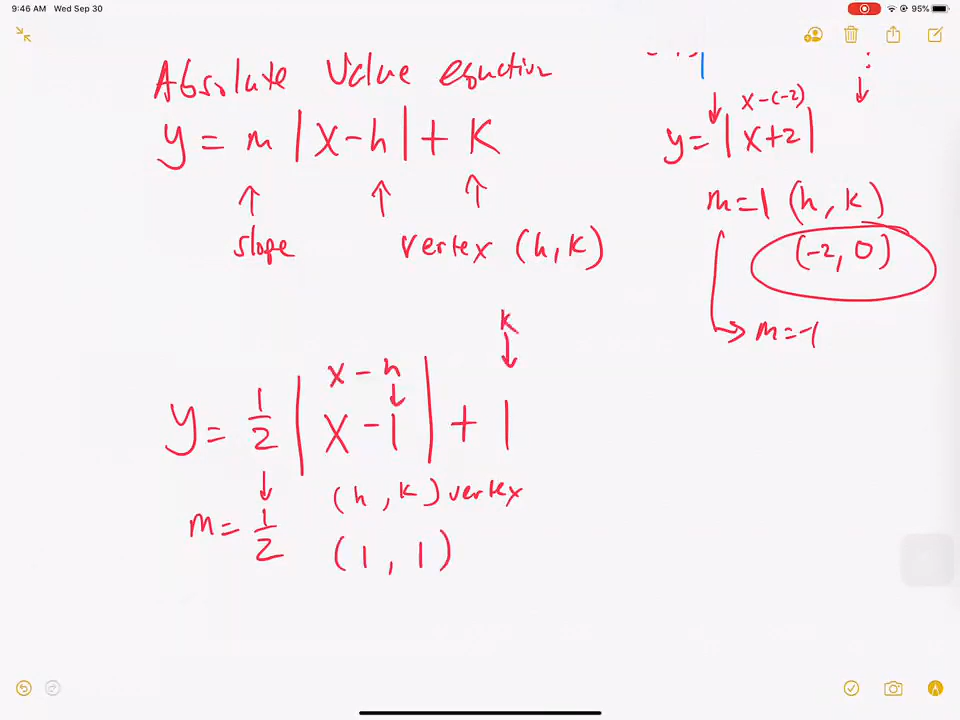 9:46 AM Wed Sep 30
95%
Absolute Value equation
y = m |x-h| + K
slope
vertex (h,k)
x-(-2)
y = |x+2|
m=1 (h, k)
(-2, 0)
m=-1
K
x-h
y = 1/2 |x-1| + 1
(h, k) vertex
m = 1/2
(1, 1)